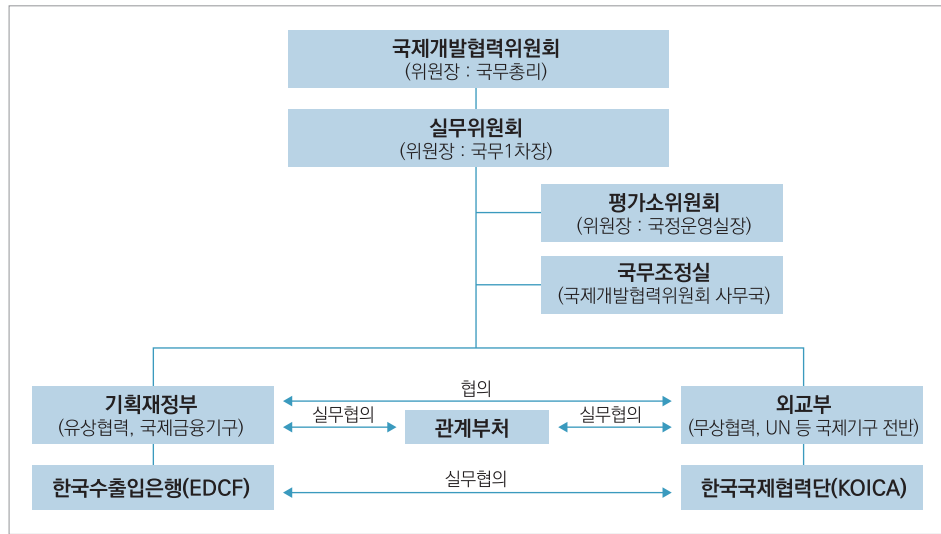 국제개발협력위원회
(위원장 : 국무총리)
실무위원회
(위원장 : 국무1차장)
평가소위원회
(위원장 : 국정운영실장)
국무조정실
(국제개발협력위원회 사무국)
협의
기획재정부
(유상협력, 국제금융기구)
실무협의
관계부처
실무협의
외교부
(무상협력, UN 등 국제기구 전반)
한국수출입은행(EDCF)
실무협의
한국국제협력단(KOICA)